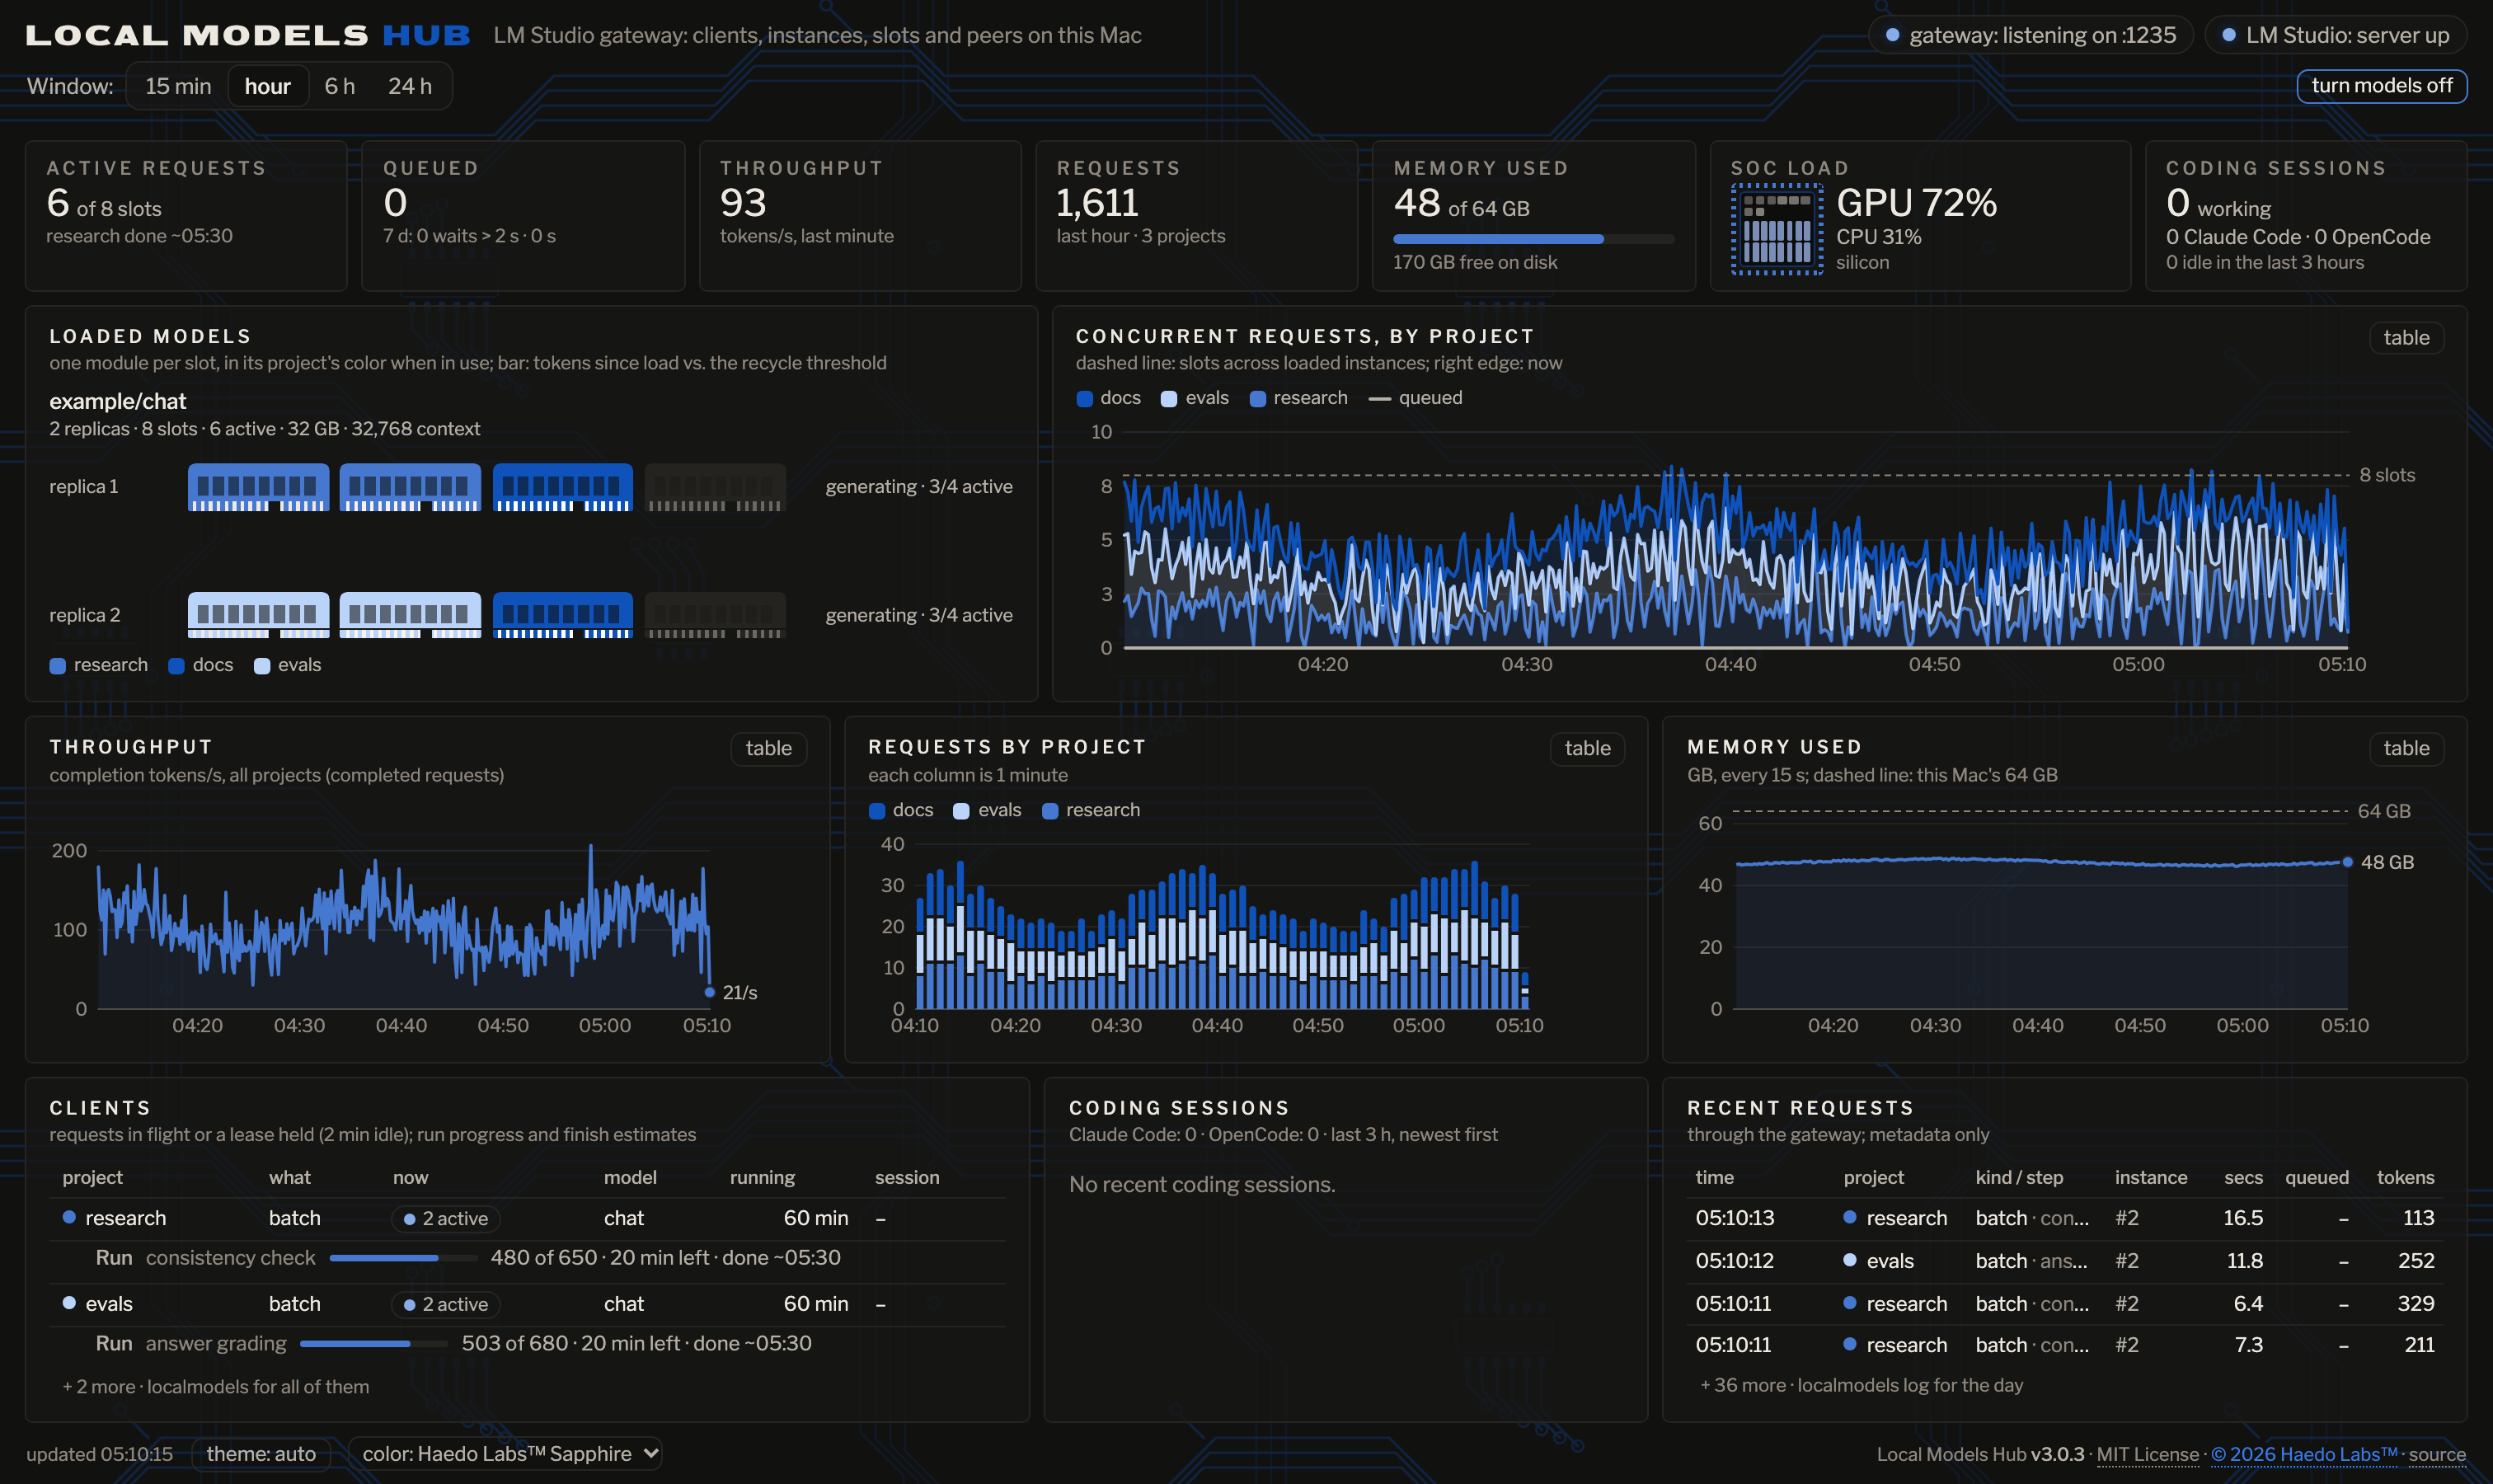 LOCAL MODELS HUB LM Studio gateway: clients, instances, slots and peers on this Mac
gateway: listening on :1235
LM Studio: server up
Window: 15 min hour 6 h 24 h
turn models off
ACTIVE REQUESTS
6 of 8 slots
research done ~05:30
QUEUED
0
7 d: 0 waits > 2 s · 0 s
THROUGHPUT
93
tokens/s, last minute
REQUESTS
1,611
last hour · 3 projects
MEMORY USED
48 of 64 GB
170 GB free on disk
SOC LOAD
GPU 72%
CPU 31%
silicon
CODING SESSIONS
0 working
0 Claude Code · 0 OpenCode
0 idle in the last 3 hours
LOADED MODELS
one module per slot, in its project's color when in use; bar: tokens since load vs. the recycle threshold
example/chat
2 replicas · 8 slots · 6 active · 32 GB · 32,768 context
replica 1
generating · 3/4 active
replica 2
generating · 3/4 active
research docs evals
CONCURRENT REQUESTS, BY PROJECT
table
dashed line: slots across loaded instances; right edge: now
docs evals research queued
10
8 slots
8
5
3
0
04:20 04:30 04:40 04:50 05:00 05:10
THROUGHPUT
table
completion tokens/s, all projects (completed requests)
200
100
21/s
0
04:20 04:30 04:40 04:50 05:00 05:10
REQUESTS BY PROJECT
table
each column is 1 minute
docs evals research
40
30
20
10
0
04:10 04:20 04:30 04:40 04:50 05:00 05:10
MEMORY USED
table
GB, every 15 s; dashed line: this Mac's 64 GB
64 GB
60
48 GB
40
20
0
04:20 04:30 04:40 04:50 05:00 05:10
CLIENTS
requests in flight or a lease held (2 min idle); run progress and finish estimates
project what now model running session
research batch 2 active chat 60 min –
Run consistency check 480 of 650 · 20 min left · done ~05:30
evals batch 2 active chat 60 min –
Run answer grading 503 of 680 · 20 min left · done ~05:30
+ 2 more · localmodels for all of them
CODING SESSIONS
Claude Code: 0 · OpenCode: 0 · last 3 h, newest first
No recent coding sessions.
RECENT REQUESTS
through the gateway; metadata only
time project kind / step instance secs queued tokens
05:10:13 research batch · con... #2 16.5 – 113
05:10:12 evals batch · ans... #2 11.8 – 252
05:10:11 research batch · con... #2 6.4 – 329
05:10:11 research batch · con... #2 7.3 – 211
+ 36 more · localmodels log for the day
updated 05:10:15 theme: auto color: Haedo Labs™ Sapphire
Local Models Hub v3.0.3 · MIT License · © 2026 Haedo Labs™ · source